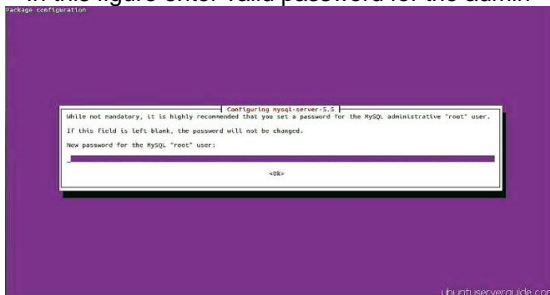 In this figure enter valid password for the admin
Package configuration
Configuring mysql-server-5.5
While not mandatory, it is highly recommended that you set a password for the MySQL administrative "root" user.
If this field is left blank, the password will not be changed.
New password for the MySQL "root" user:
<Ok>
ubuntuserverguide.com